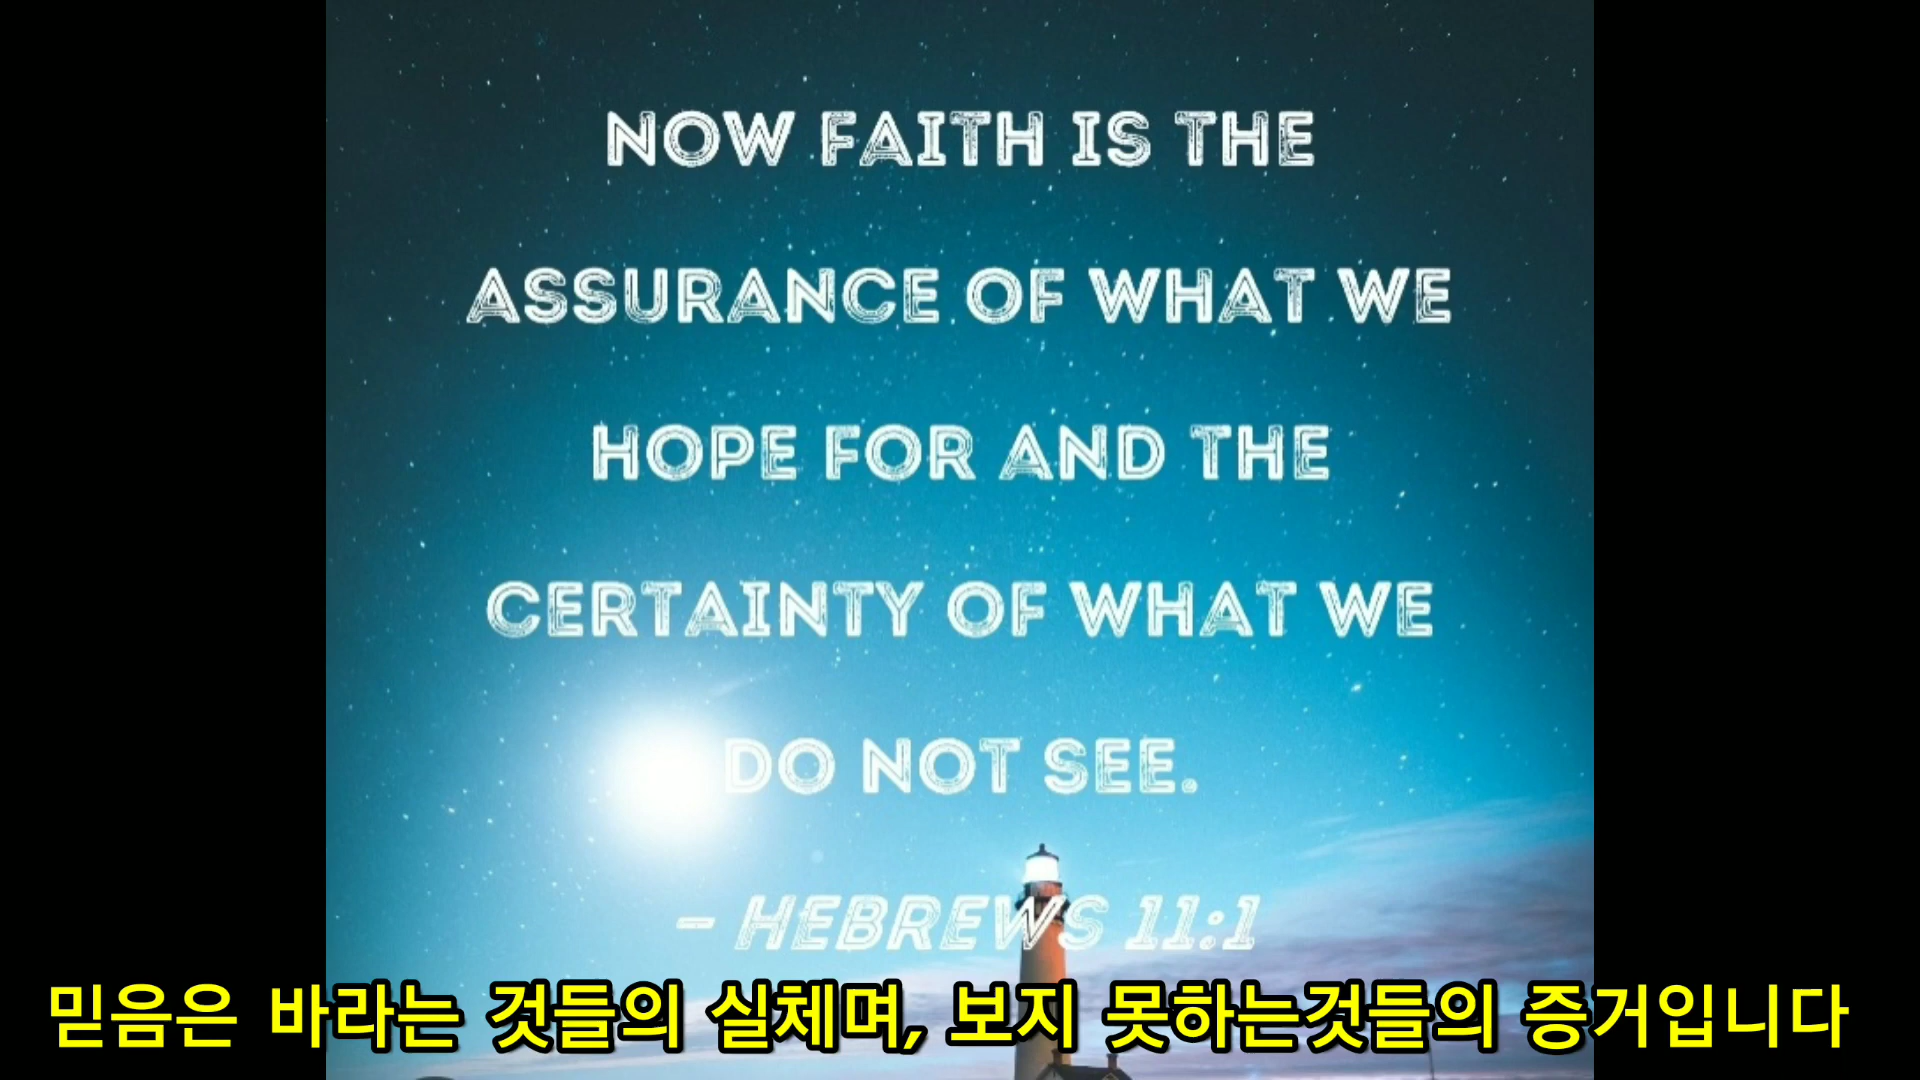 NOW FAITH IS THE
ASSURANCE OF WHAT WE
HOPE FOR AND THE
CERTAINTY OF WHAT WE
DO NOT SEE.
– HEBREWS 11:1
믿음은 바라는 것들의 실체며, 보지 못하는것들의 증거입니다